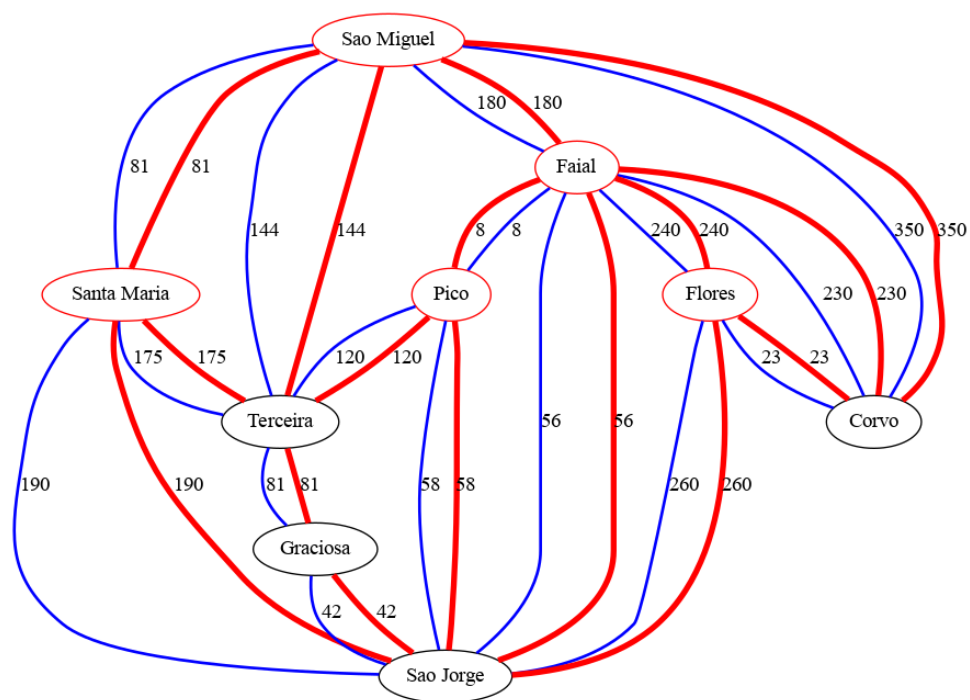 Sao Miguel
180 180
Faial
81 81
144 144
8 8
240 240
350 350
Santa Maria
Pico
Flores
230 230
175 175
120 120
23 23
Terceira
56 56
Corvo
190 190
81 81
58 58
260 260
Graciosa
42 42
Sao Jorge